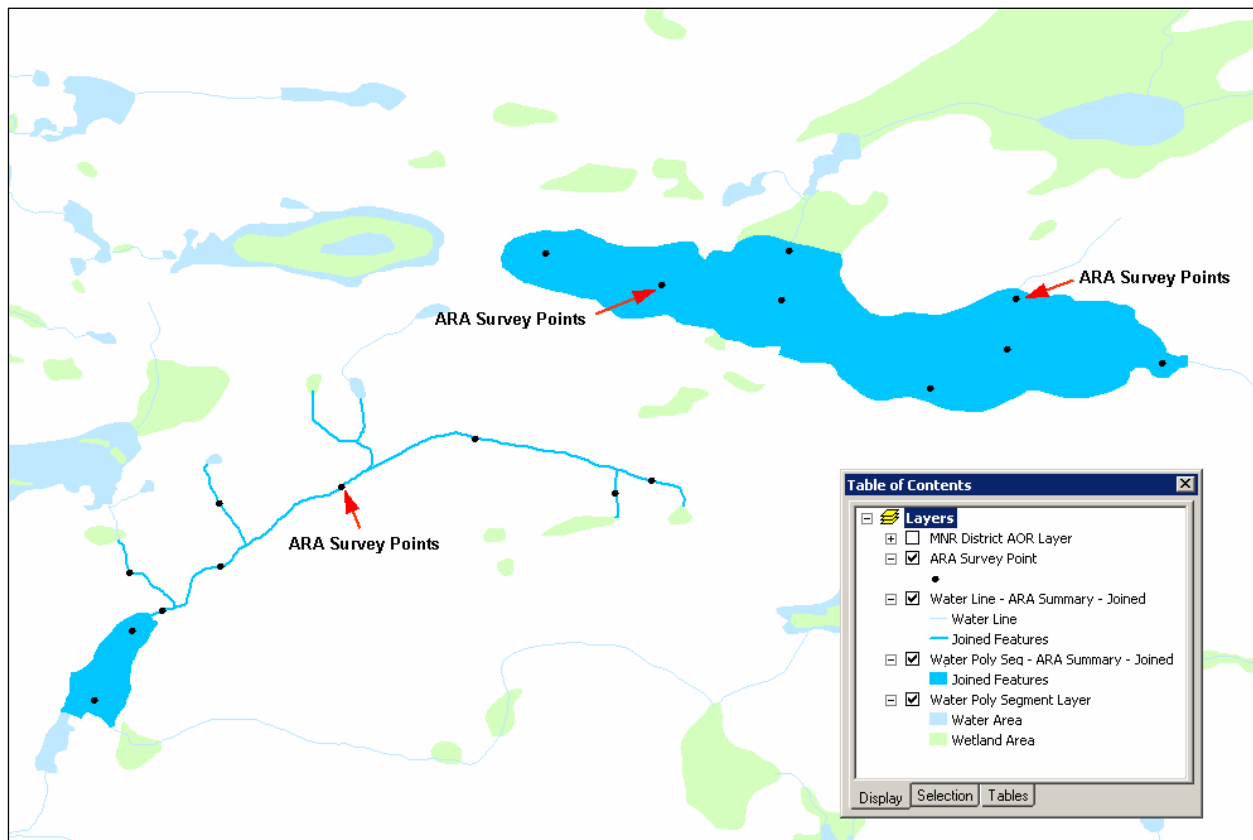 ARA Survey Points
ARA Survey Points
ARA Survey Points
Table of Contents
Layers
MNR District AOR Layer
ARA Survey Point
Water Line - ARA Summary - Joined
Water Line
Joined Features
Water Poly Seg - ARA Summary - Joined
Joined Features
Water Poly Segment Layer
Water Area
Wetland Area
Display Selection Tables